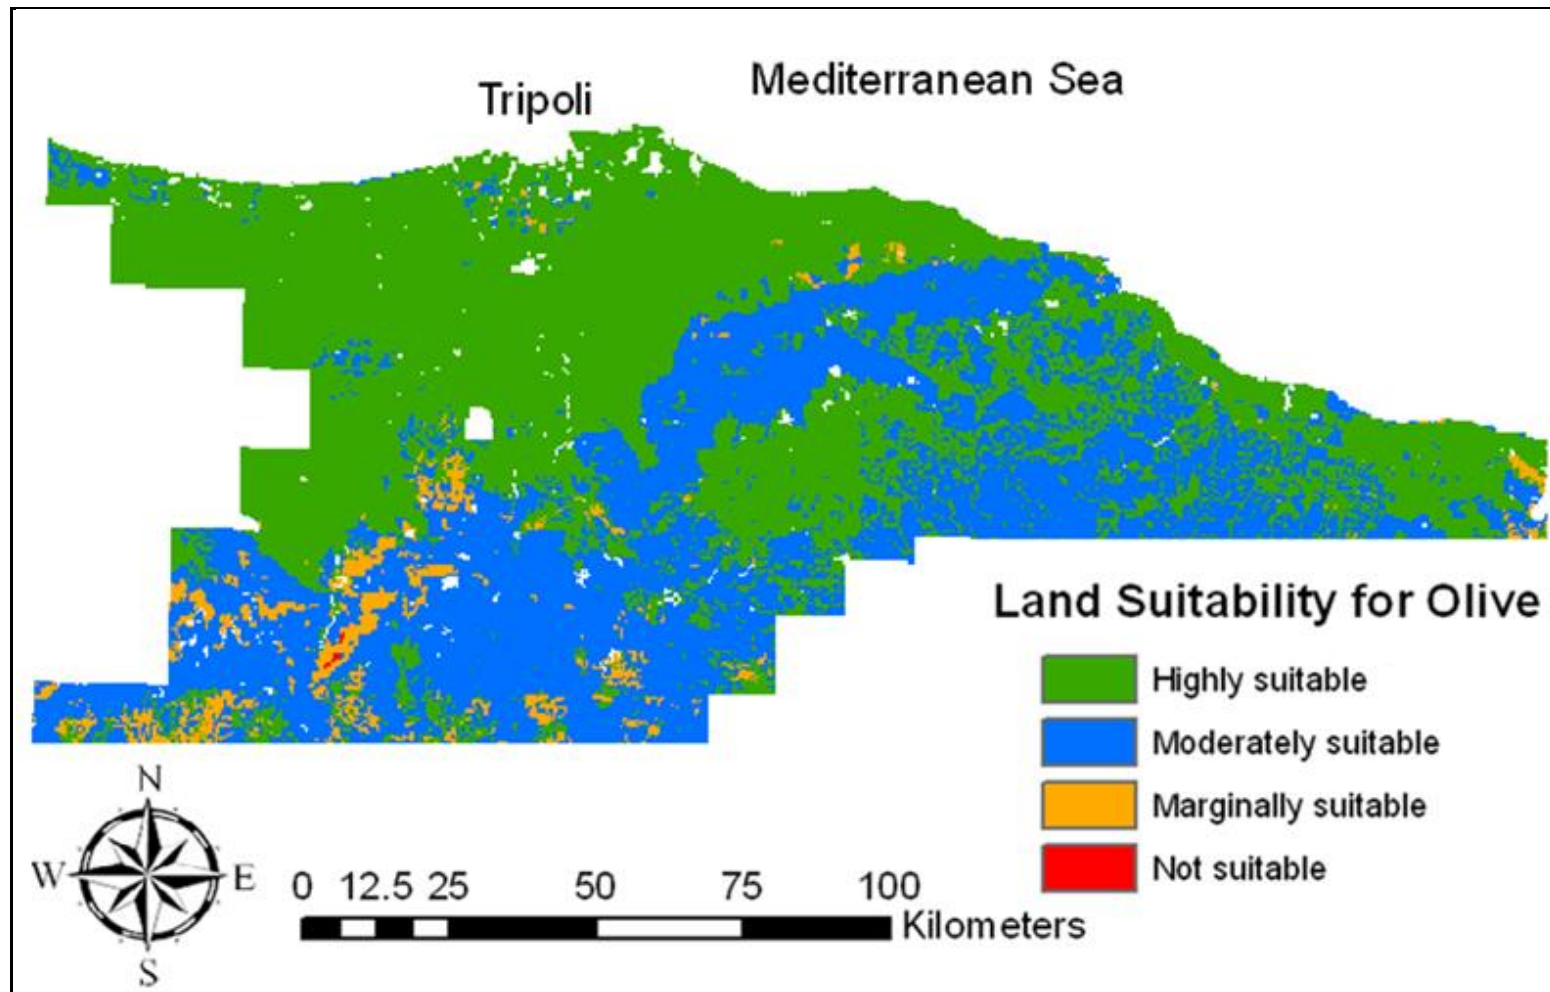 Tripoli
Mediterranean Sea
Land Suitability for Olive
Highly suitable
Moderately suitable
Marginally suitable
Not suitable
N
W
E
S
0 12.5 25 50 75 100
Kilometers